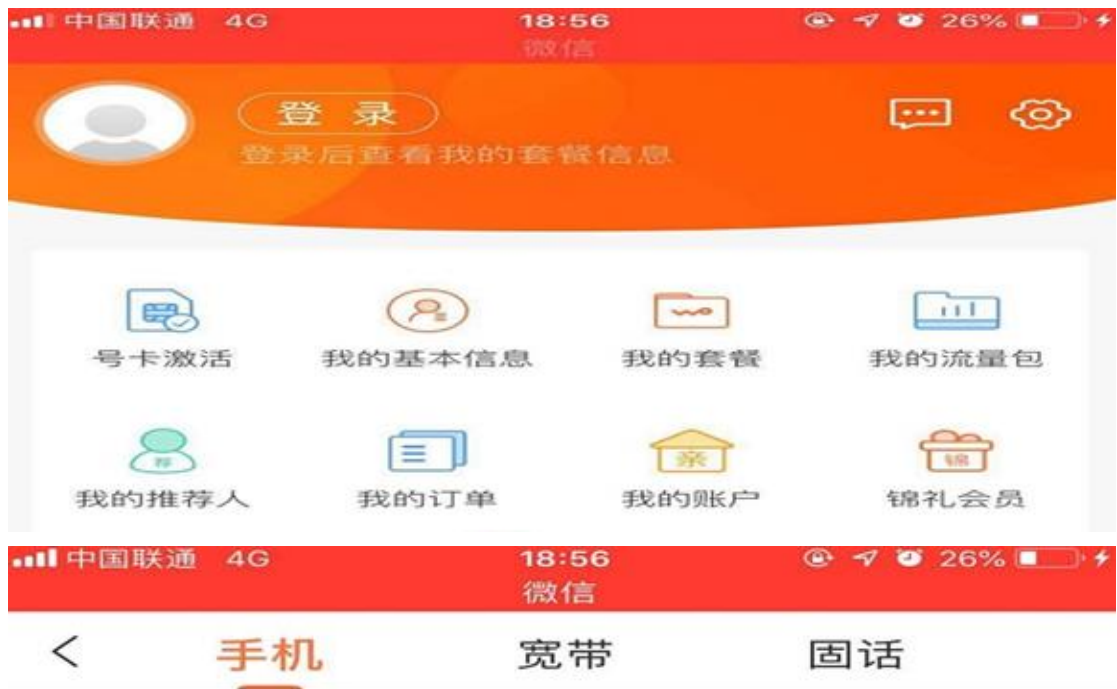 中国联通 4G 18:56 26%
微信
登录
登录后查看我的套餐信息
号卡激活 我的基本信息 我的套餐 我的流量包
荐 亲 锦
我的推荐人 我的订单 我的账户 锦礼会员
中国联通 4G 18:56 26%
微信
手机 宽带 固话